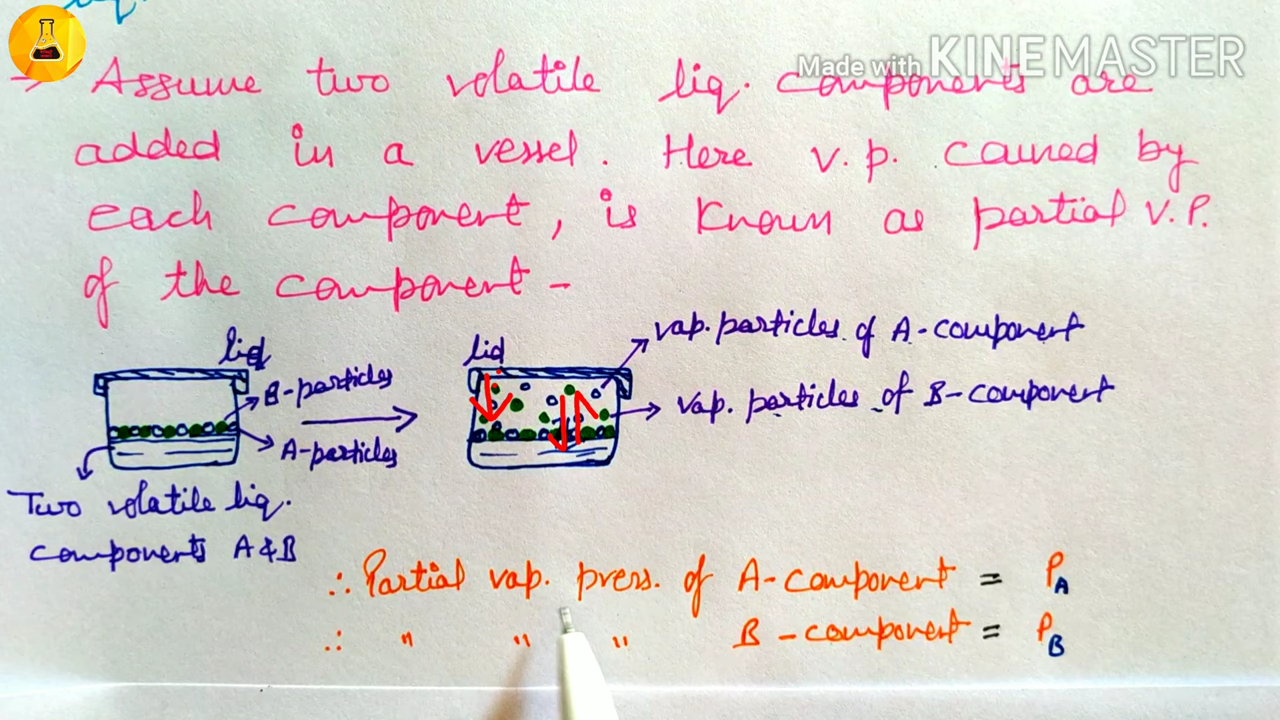 liq.
Made with KINEMASTER
→ Assume two volatile liq. components are
added in a vessel. Here v.p. caused by
each component, is known as partial V.P.
of the component -
lid
B-particles
A-particles
Two volatile liq.
components A & B
lid
vap. particles of A-component
vap. particles of B-component
∴ Partial vap. press. of A-component = PA
∴ " " " B-component = PB